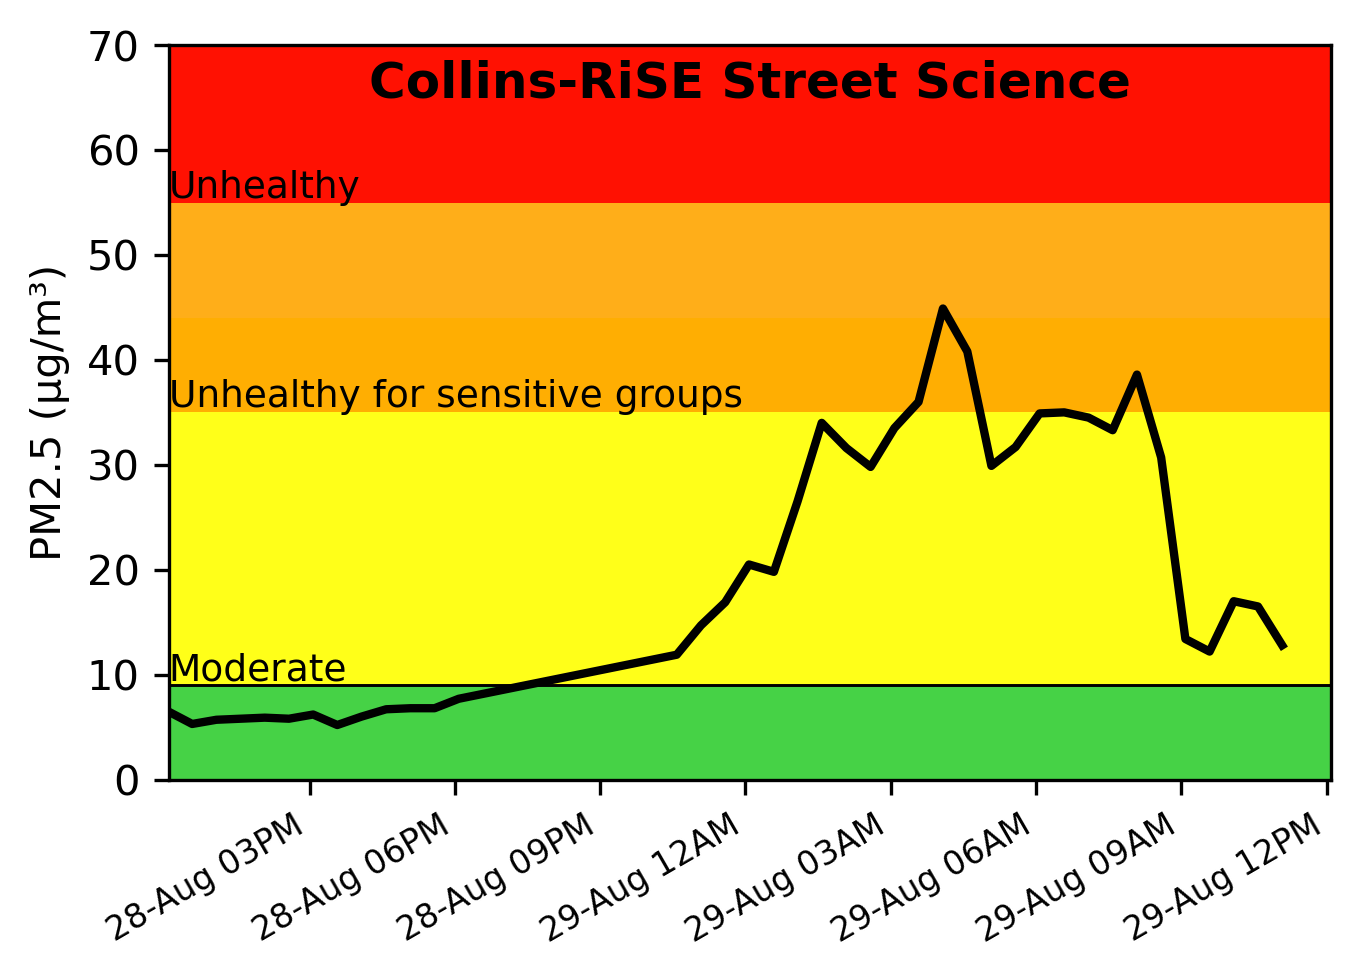 Collins-RiSE Street Science
70
60
50
40
30
20
10
0
PM2.5 (µg/m³)
Unhealthy
Unhealthy for sensitive groups
Moderate
28-Aug 03PM
28-Aug 06PM
28-Aug 09PM
29-Aug 12AM
29-Aug 03AM
29-Aug 06AM
29-Aug 09AM
29-Aug 12PM